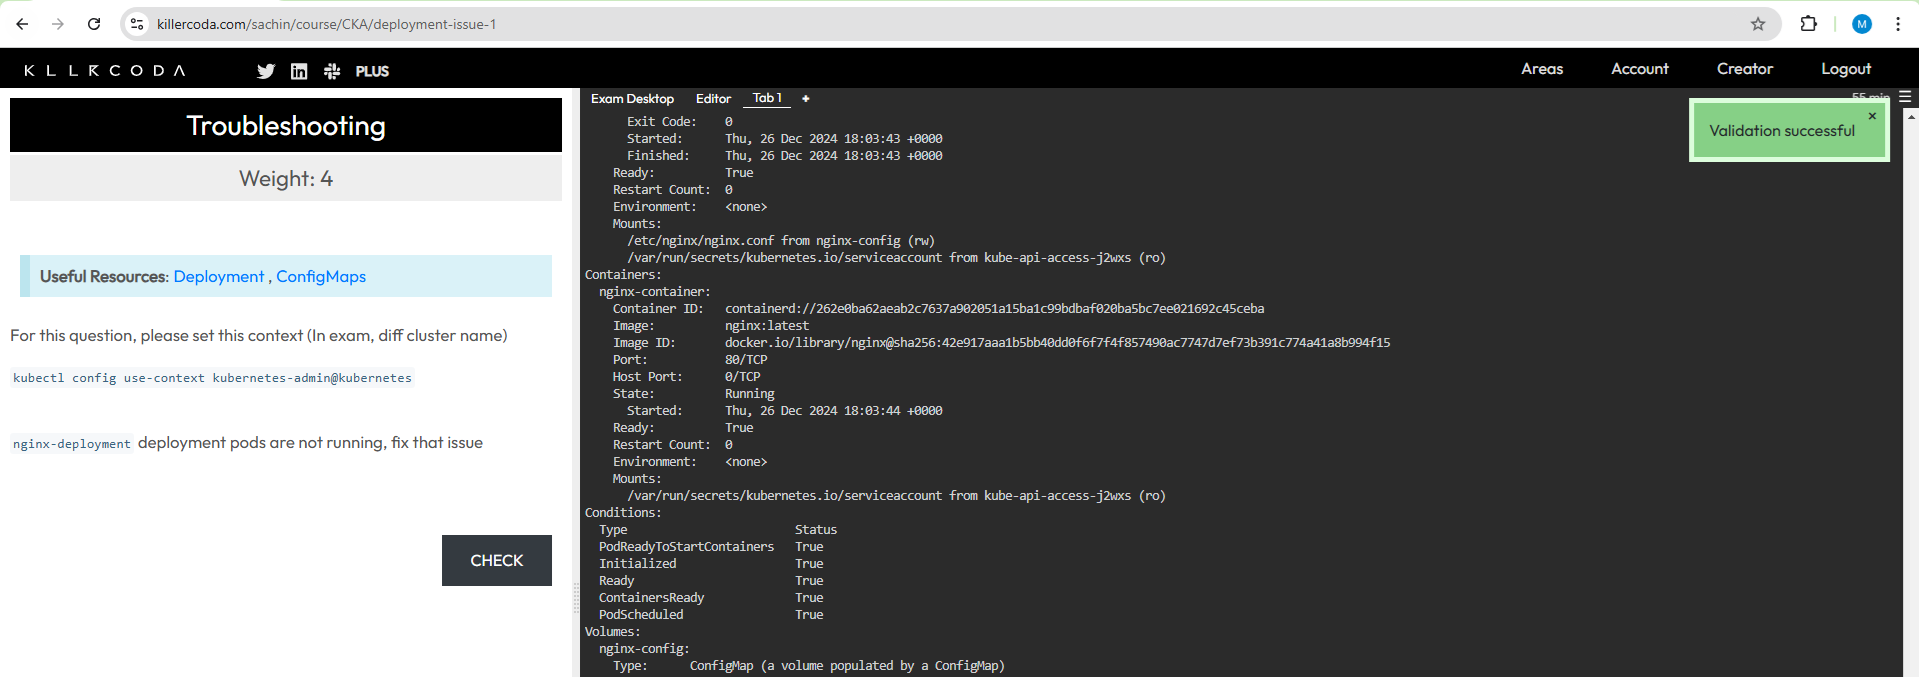 killercoda.com/sachin/course/CKA/deployment-issue-1
M
KLLRCODA
PLUS
Areas
Account
Creator
Logout
Troubleshooting
Weight: 4
Useful Resources: Deployment , ConfigMaps
For this question, please set this context (In exam, diff cluster name)
kubectl config use-context kubernetes-admin@kubernetes
nginx-deployment deployment pods are not running, fix that issue
CHECK
Exam Desktop
Editor
Tab 1
+
55 min
Validation successful
×
Exit Code: 0
Started: Thu, 26 Dec 2024 18:03:43 +0000
Finished: Thu, 26 Dec 2024 18:03:43 +0000
Ready: True
Restart Count: 0
Environment: <none>
Mounts:
/etc/nginx/nginx.conf from nginx-config (rw)
/var/run/secrets/kubernetes.io/serviceaccount from kube-api-access-j2wxs (ro)
Containers:
nginx-container:
Container ID: containerd://262e0ba62aeab2c7637a902051a15ba1c99bdbaf020ba5bc7ee021692c45ceba
Image: nginx:latest
Image ID: docker.io/library/nginx@sha256:42e917aaa1b5bb40dd0f6f7f4f857490ac7747d7ef73b391c774a41a8b994f15
Port: 80/TCP
Host Port: 0/TCP
State: Running
Started: Thu, 26 Dec 2024 18:03:44 +0000
Ready: True
Restart Count: 0
Environment: <none>
Mounts:
/var/run/secrets/kubernetes.io/serviceaccount from kube-api-access-j2wxs (ro)
Conditions:
Type Status
PodReadyToStartContainers True
Initialized True
Ready True
ContainersReady True
PodScheduled True
Volumes:
nginx-config:
Type: ConfigMap (a volume populated by a ConfigMap)